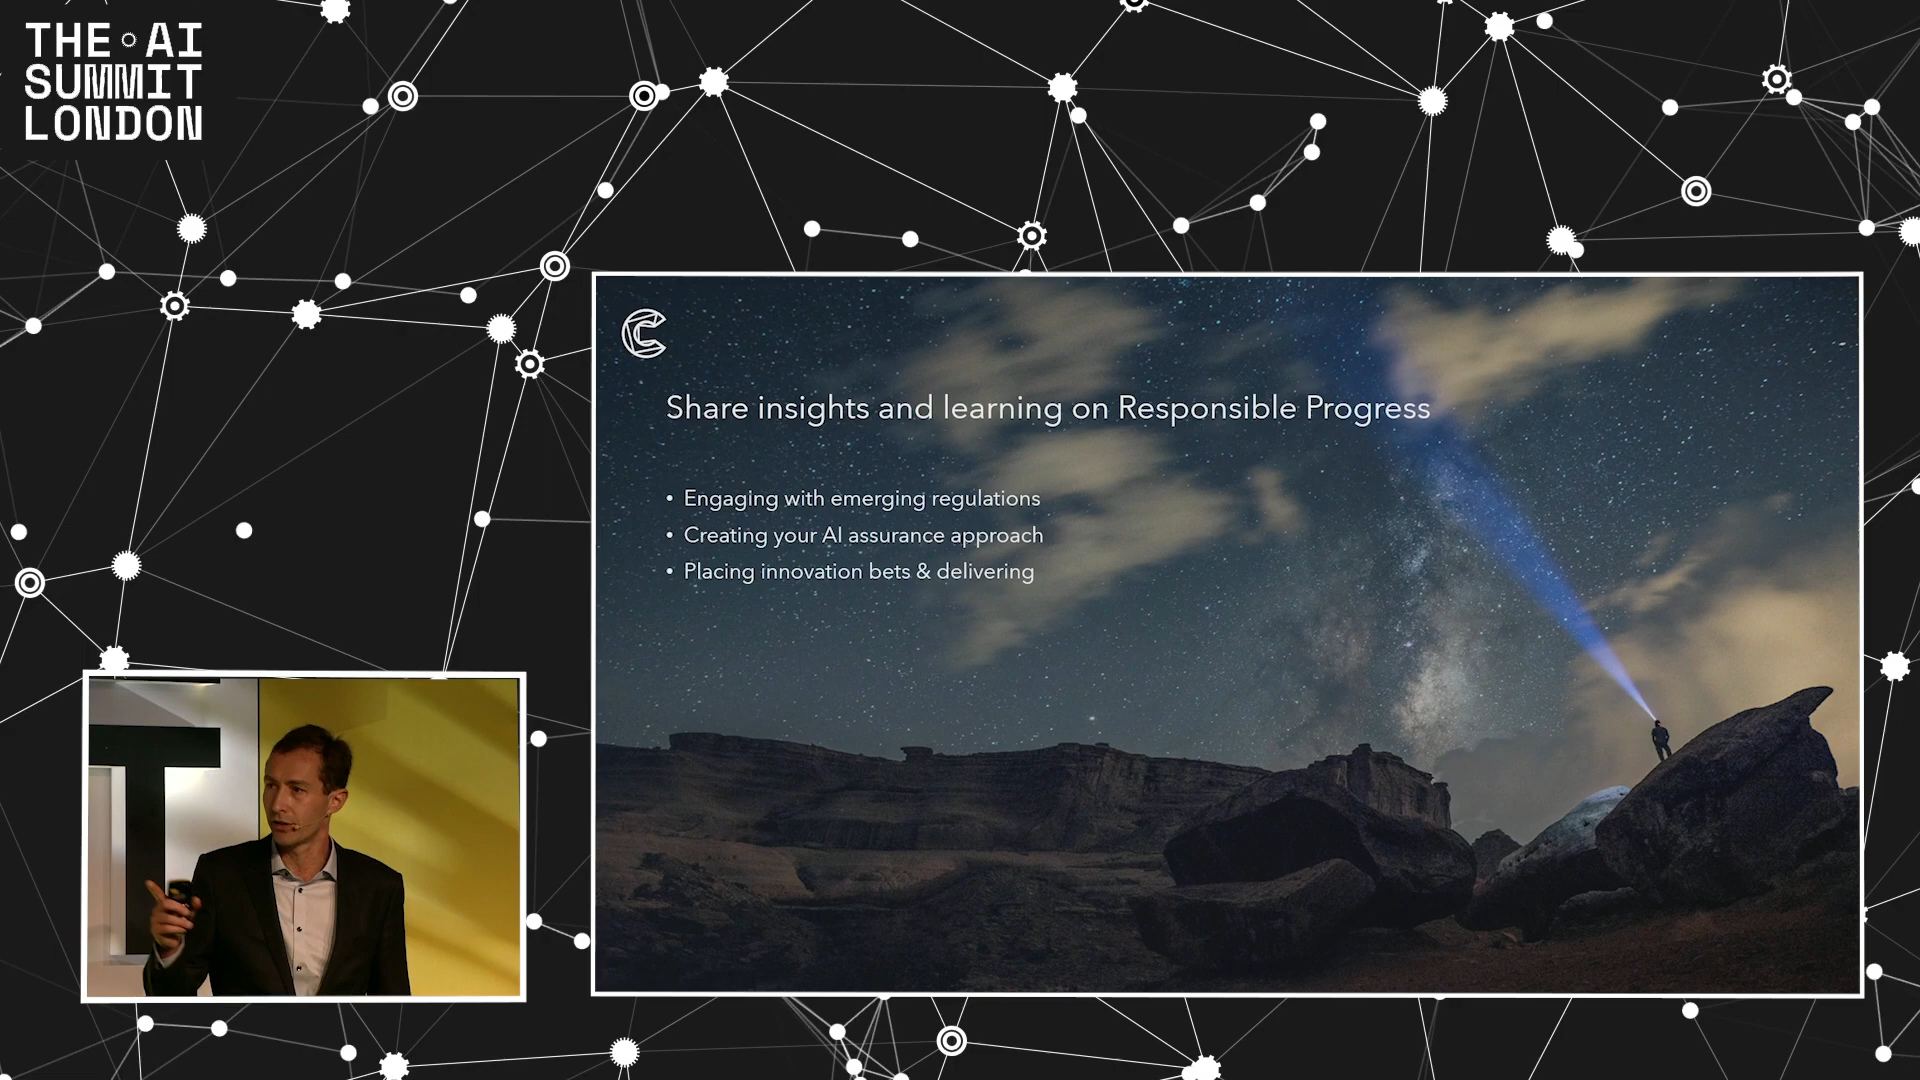 THE AI
SUMMIT
LONDON
Share insights and learning on Responsible Progress
• Engaging with emerging regulations
• Creating your AI assurance approach
• Placing innovation bets & delivering
T